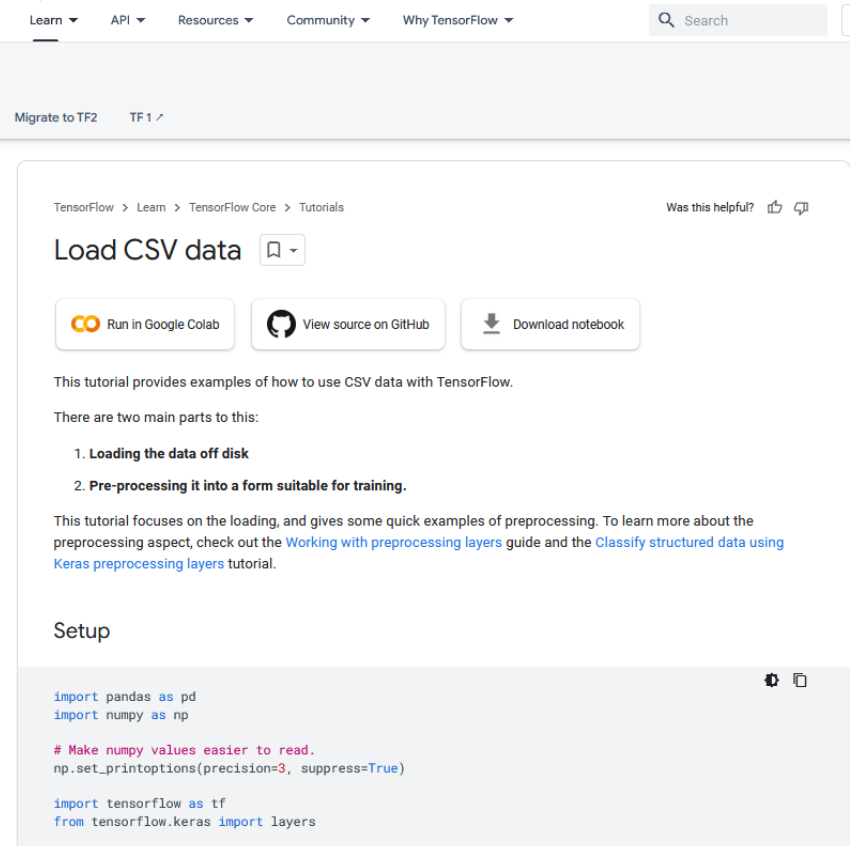 Learn API Resources Community Why TensorFlow Search
Migrate to TF2 TF 1 ↗
TensorFlow > Learn > TensorFlow Core > Tutorials Was this helpful?
Load CSV data
Run in Google Colab View source on GitHub Download notebook
This tutorial provides examples of how to use CSV data with TensorFlow.
There are two main parts to this:
1. Loading the data off disk
2. Pre-processing it into a form suitable for training.
This tutorial focuses on the loading, and gives some quick examples of preprocessing. To learn more about the
preprocessing aspect, check out the Working with preprocessing layers guide and the Classify structured data using
Keras preprocessing layers tutorial.
Setup
import pandas as pd
import numpy as np
# Make numpy values easier to read.
np.set_printoptions(precision=3, suppress=True)
import tensorflow as tf
from tensorflow.keras import layers